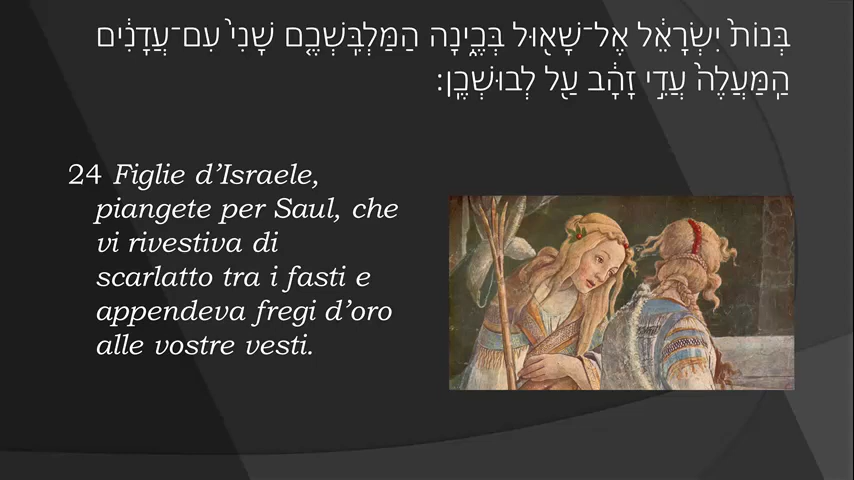 בְּנוֹת֙ יִשְׂרָאֵ֔ל אֶל־שָׁא֖וּל בְּכֶ֑ינָה הַמַּלְבִּֽשְׁכֶ֤ם שָׁנִי֙ עִם־עֲדָנִ֔ים
הַֽמַּעֲלֶה֙ עֲדִ֣י זָהָ֔ב עַ֖ל לְבוּשְׁכֶֽן׃
24 Figlie d’Israele,
piangete per Saul, che
vi rivestiva di
scarlatto tra i fasti e
appendeva fregi d’oro
alle vostre vesti.